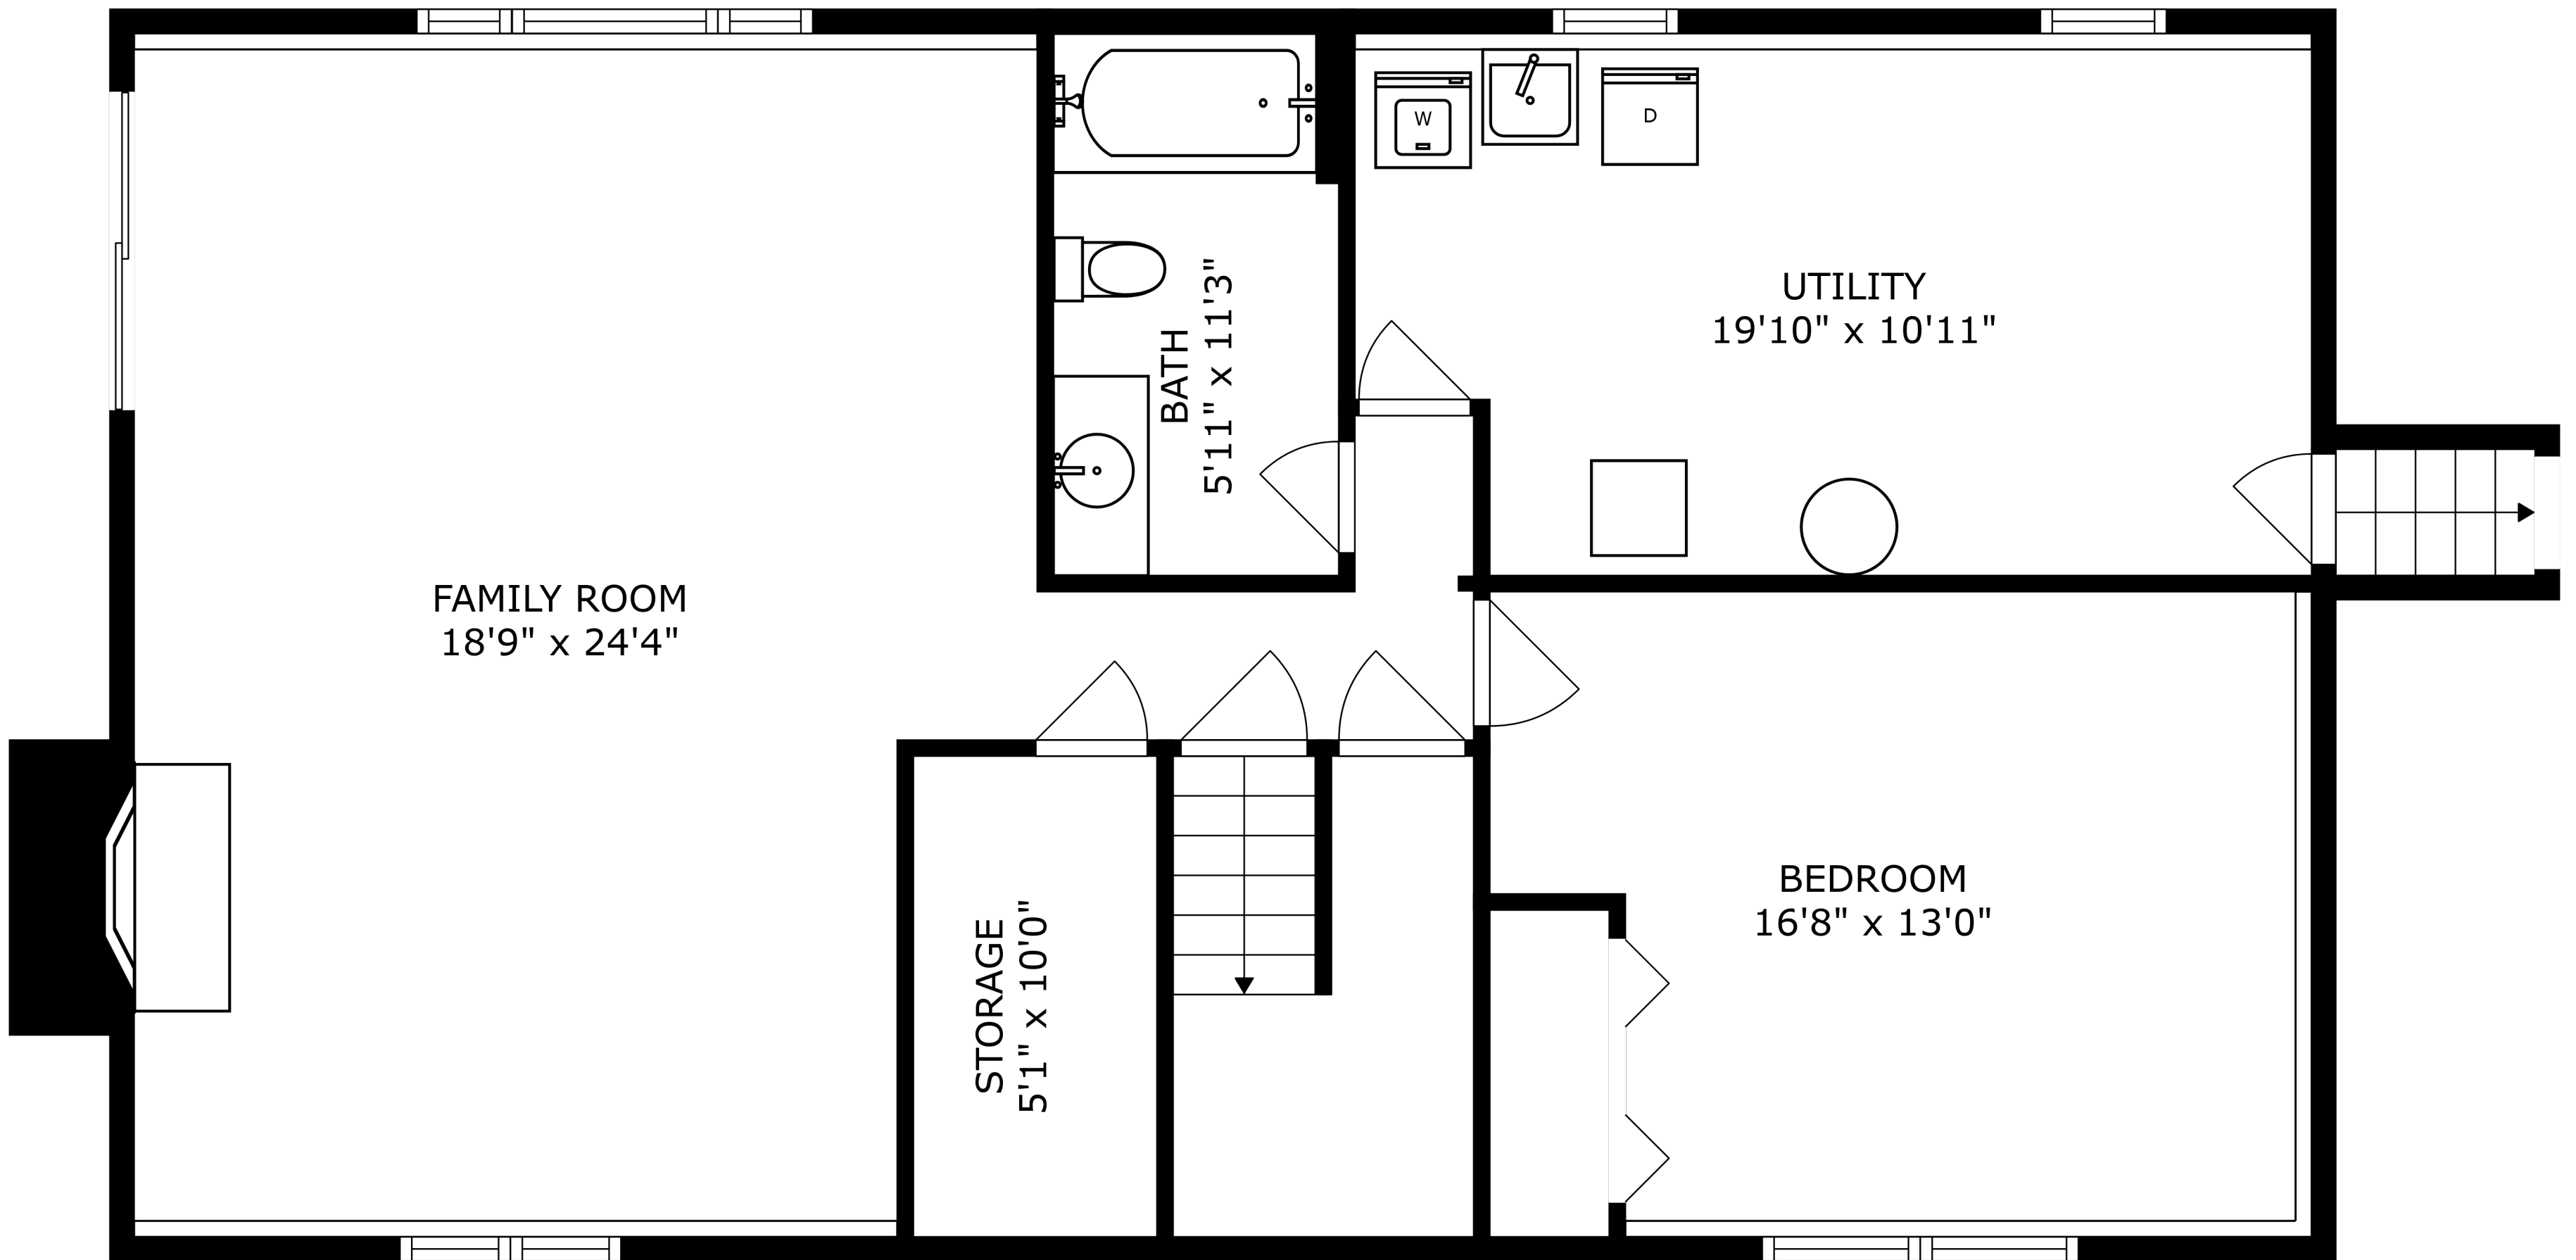 W
D
UTILITY
19'10" x 10'11"
BATH
5'11" x 11'3"
FAMILY ROOM
18'9" x 24'4"
BEDROOM
16'8" x 13'0"
STORAGE
5'1" x 10'0"